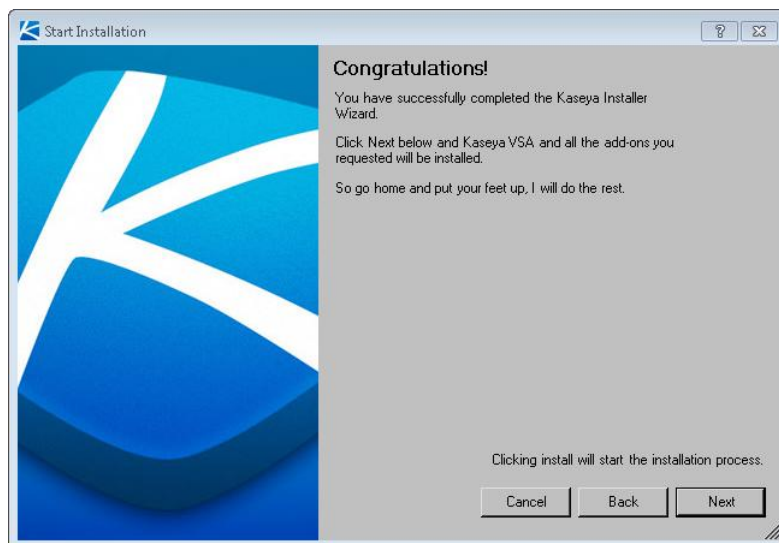 Start Installation
Congratulations!
You have successfully completed the Kaseya Installer
Wizard.
Click Next below and Kaseya VSA and all the add-ons you
requested will be installed.
So go home and put your feet up, I will do the rest.
Clicking install will start the installation process.
Cancel Back Next